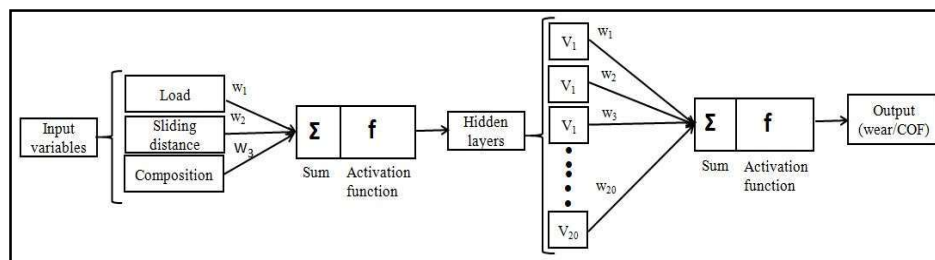 Input
variables
Load
Sliding
distance
Composition
w₁
w₂
W₃
Σ
f
Sum
Activation
function
Hidden
layers
V₁
V₁
V₁
V₂₀
w₁
w₂
w₃
w₂₀
Σ
f
Sum
Activation
function
Output
(wear/COF)